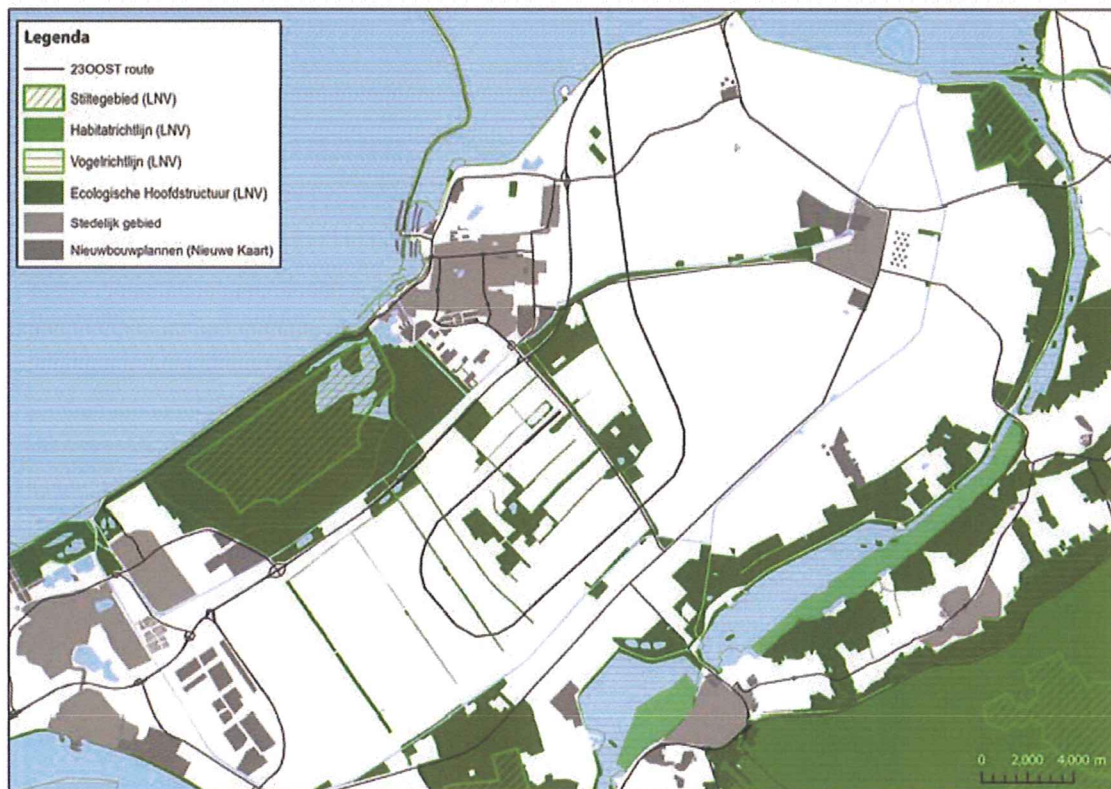 Legenda
23OOST route
Stiltegebied (LNV)
Habitatrichtlijn (LNV)
Vogelrichtlijn (LNV)
Ecologische Hoofdstructuur (LNV)
Stedelijk gebied
Nieuwbouwplannen (Nieuwe Kaart)
0 2,000 4,000 m